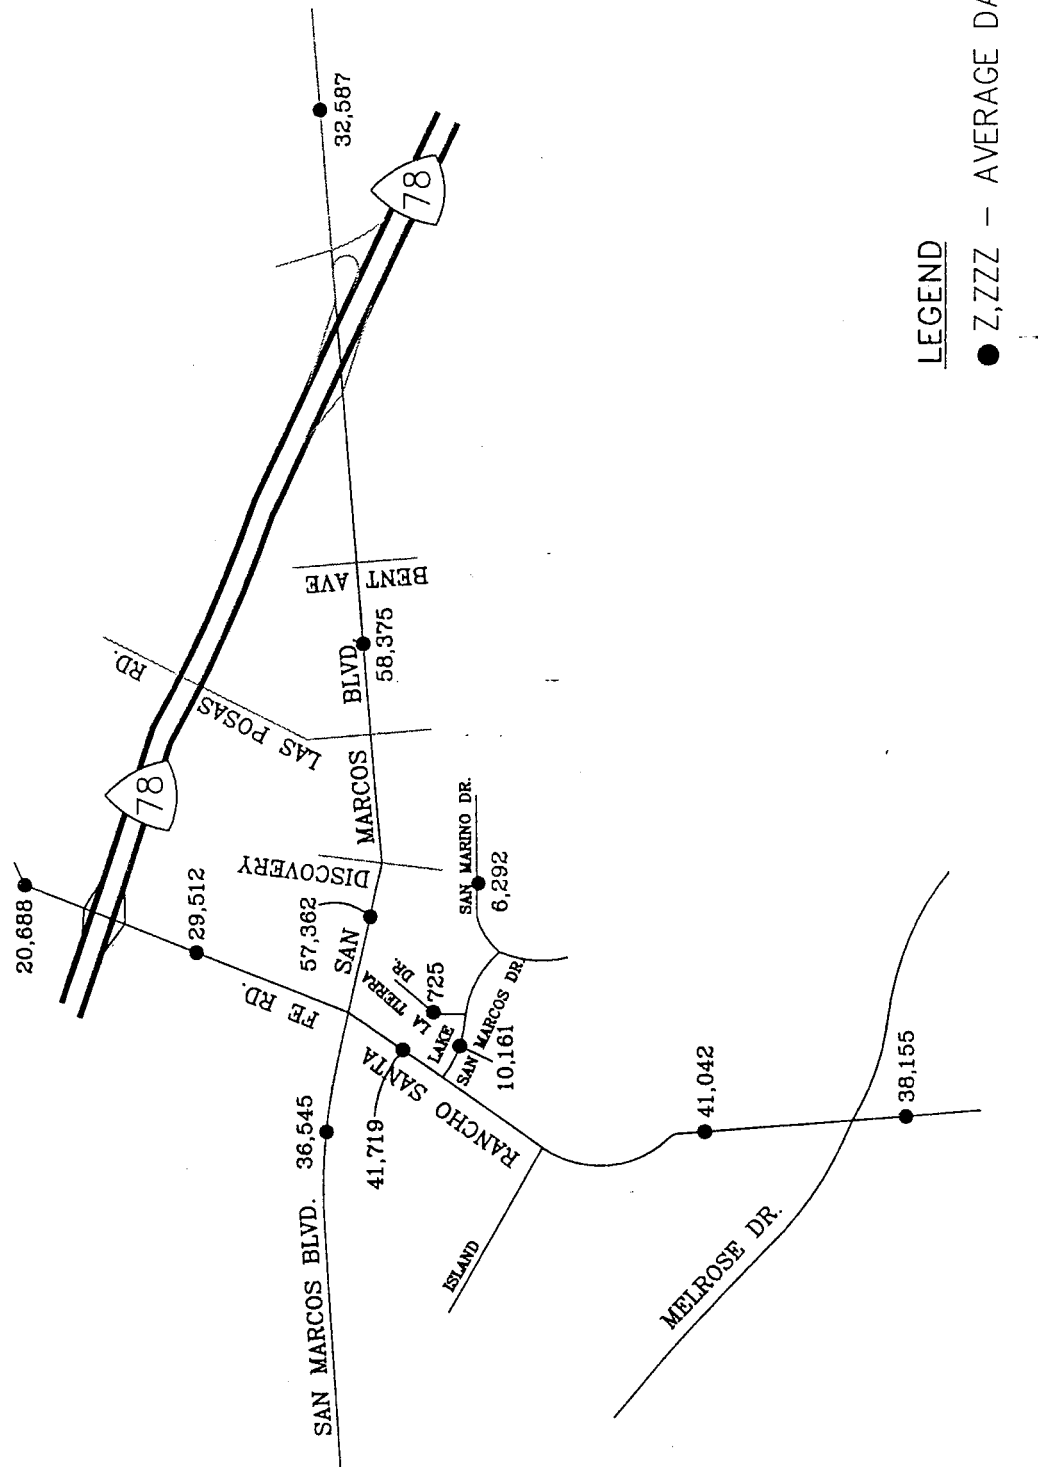 20,688
78
29,512
FE RD.
LAS POSAS
RD.
78
32,587
SAN MARCOS BLVD.
36,545
57,362
SAN
DISCOVERY
MARCOS
BLVD.
58,375
BENT AVE
41,719
RANCHO SANTA
LA TIERRA
DR.
725
LAKE
SAN MARCOS DR.
10,161
SAN MARINO DR.
6,292
ISLAND
41,042
38,155
MELROSE DR.
LEGEND
Z,ZZZ - AVERAGE